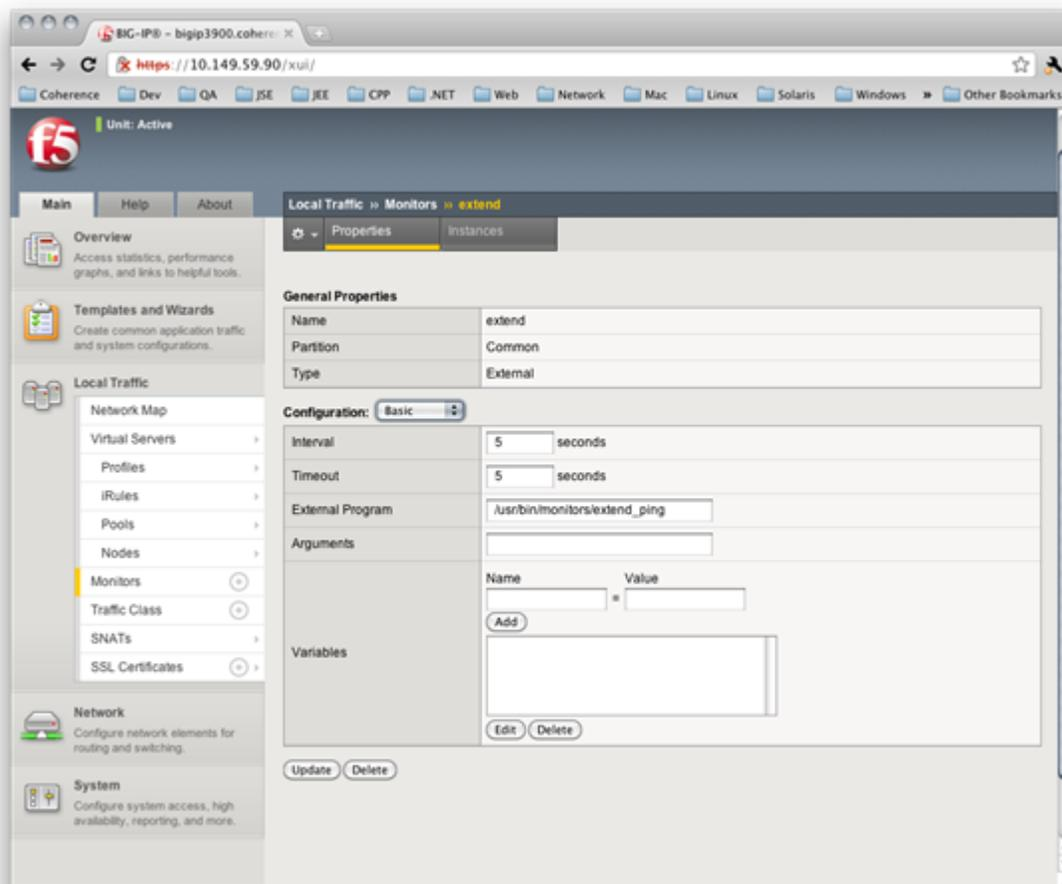 BIG-IP® – bigip3900.cohere
https://10.149.59.90/xui/
Coherence Dev QA JSE JEE CPP .NET Web Network Mac Linux Solaris Windows » Other Bookmarks
f5
Unit: Active
Main Help About
Local Traffic » Monitors » extend
Properties Instances
Overview
Access statistics, performance
graphs, and links to helpful tools.
Templates and Wizards
Create common application traffic
and system configurations.
Local Traffic
Network Map
Virtual Servers
Profiles
iRules
Pools
Nodes
Monitors
Traffic Class
SNATs
SSL Certificates
Network
Configure network elements for
routing and switching.
System
Configure system access, high
availability, reporting, and more.
General Properties
Name extend
Partition Common
Type External
Configuration: Basic
Interval 5 seconds
Timeout 5 seconds
External Program /usr/bin/monitors/extend_ping
Arguments
Name Value
=
Add
Variables
Edit Delete
Update Delete